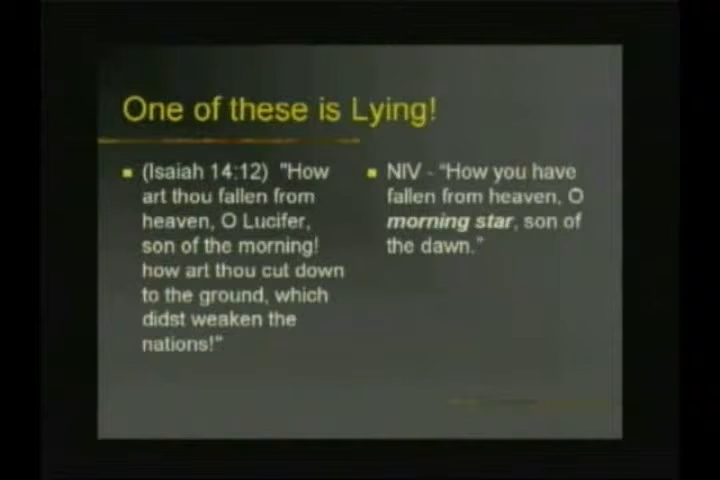 One of these is Lying!
(Isaiah 14:12) "How
art thou fallen from
heaven, O Lucifer,
son of the morning!
how art thou cut down
to the ground, which
didst weaken the
nations!"
NIV - "How you have
fallen from heaven, O
morning star, son of
the dawn."